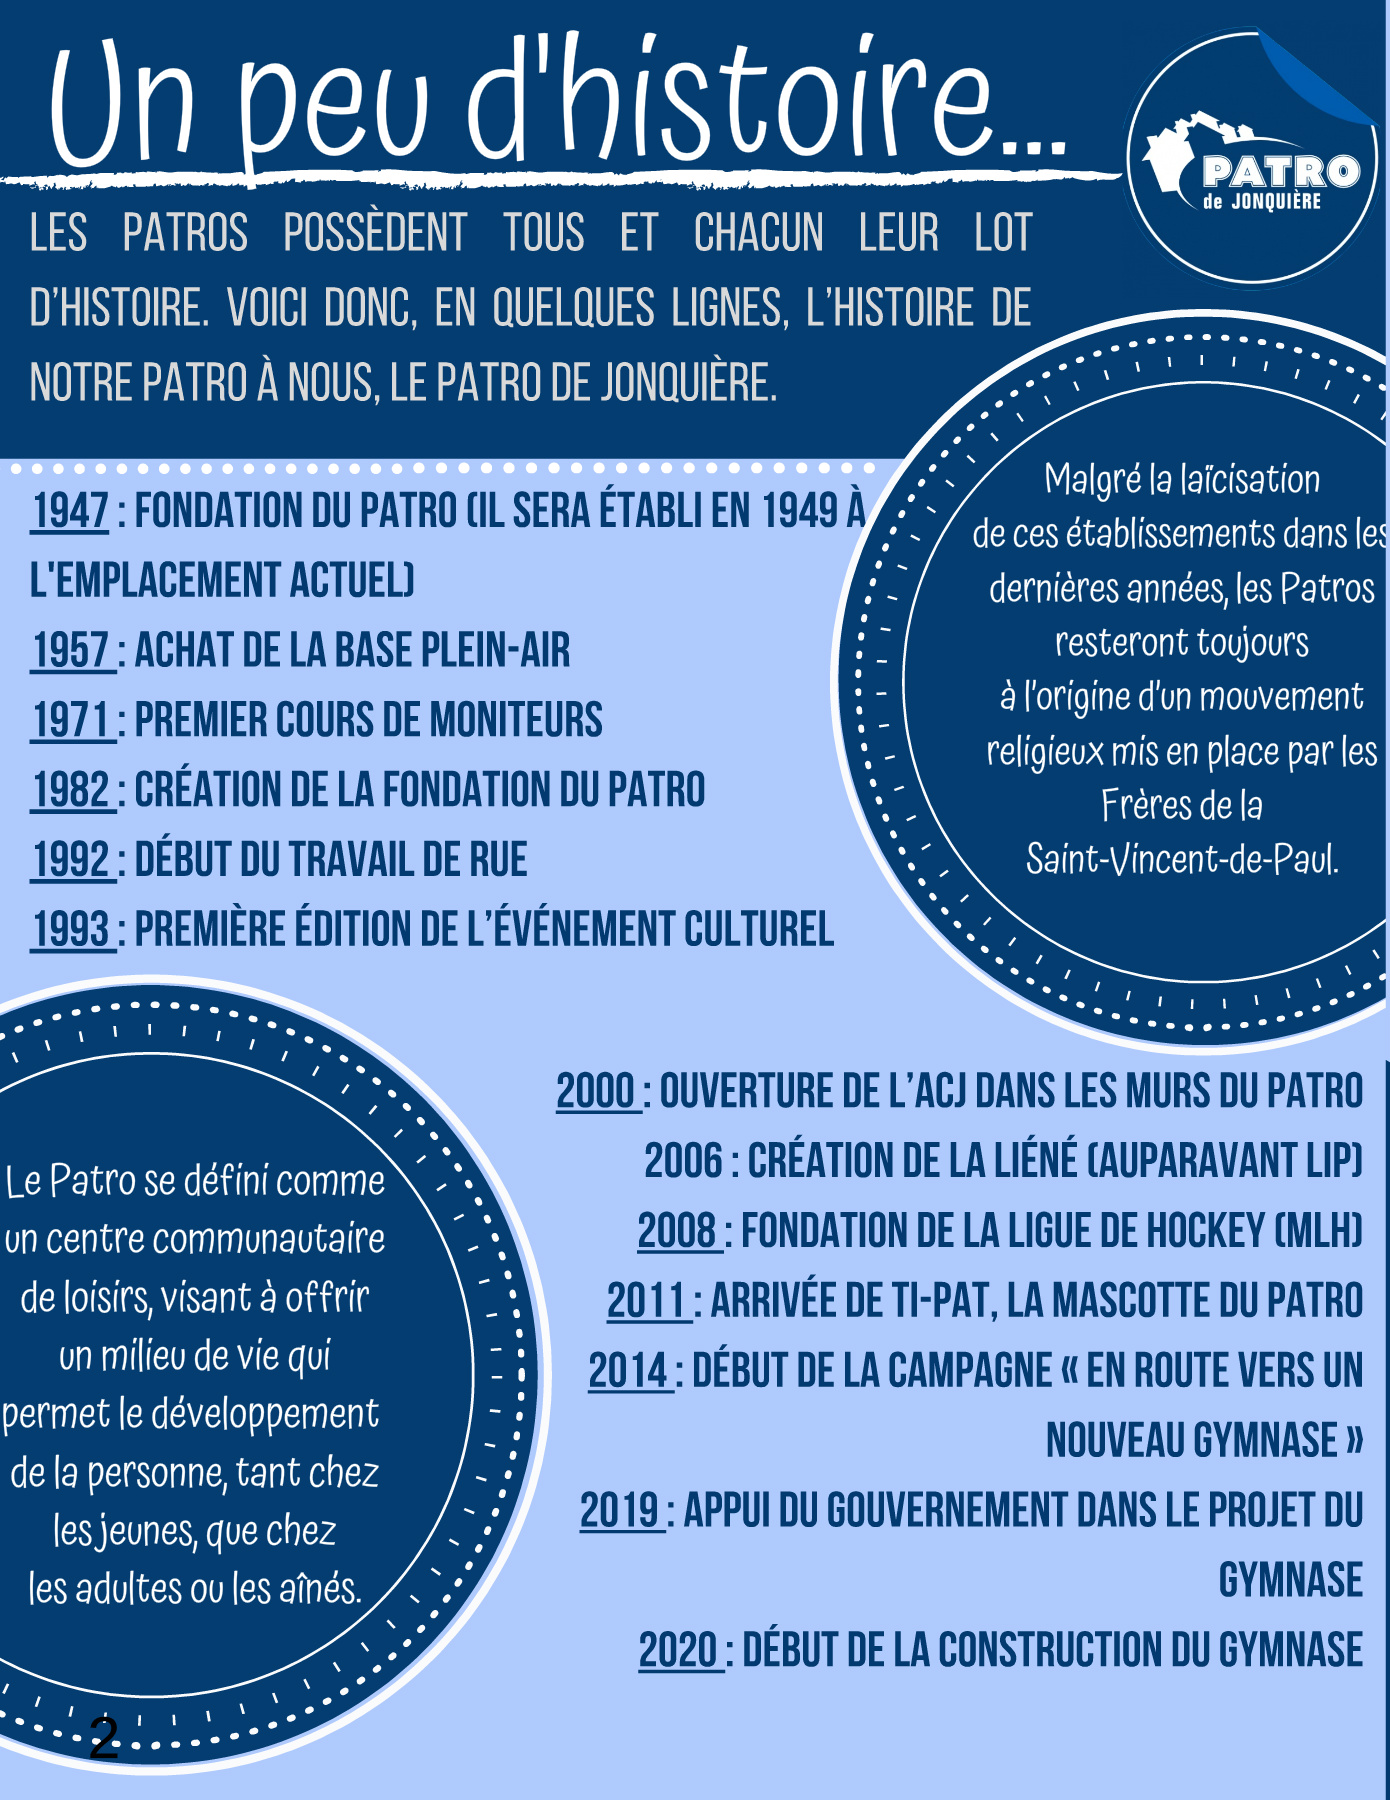 Un peu d'histoire...
PATRO
de JONQUIÈRE
LES PATROS POSSÈDENT TOUS ET CHACUN LEUR LOT
D’HISTOIRE. VOICI DONC, EN QUELQUES LIGNES, L’HISTOIRE DE
NOTRE PATRO À NOUS, LE PATRO DE JONQUIÈRE.
1947 : FONDATION DU PATRO (IL SERA ÉTABLI EN 1949 À
L'EMPLACEMENT ACTUEL)
1957 : ACHAT DE LA BASE PLEIN-AIR
1971 : PREMIER COURS DE MONITEURS
1982 : CRÉATION DE LA FONDATION DU PATRO
1992 : DÉBUT DU TRAVAIL DE RUE
1993 : PREMIÈRE ÉDITION DE L’ÉVÉNEMENT CULTUREL
Malgré la laïcisation
de ces établissements dans les
dernières années, les Patros
resteront toujours
à l’origine d’un mouvement
religieux mis en place par les
Frères de la
Saint-Vincent-de-Paul.
Le Patro se défini comme
un centre communautaire
de loisirs, visant à offrir
un milieu de vie qui
permet le développement
de la personne, tant chez
les jeunes, que chez
les adultes ou les aînés.
2000 : OUVERTURE DE L’ACJ DANS LES MURS DU PATRO
2006 : CRÉATION DE LA LIÉNÉ (AUPARAVANT LIP)
2008 : FONDATION DE LA LIGUE DE HOCKEY (MLH)
2011 : ARRIVÉE DE TI-PAT, LA MASCOTTE DU PATRO
2014 : DÉBUT DE LA CAMPAGNE « EN ROUTE VERS UN
NOUVEAU GYMNASE »
2019 : APPUI DU GOUVERNEMENT DANS LE PROJET DU
GYMNASE
2020 : DÉBUT DE LA CONSTRUCTION DU GYMNASE
2